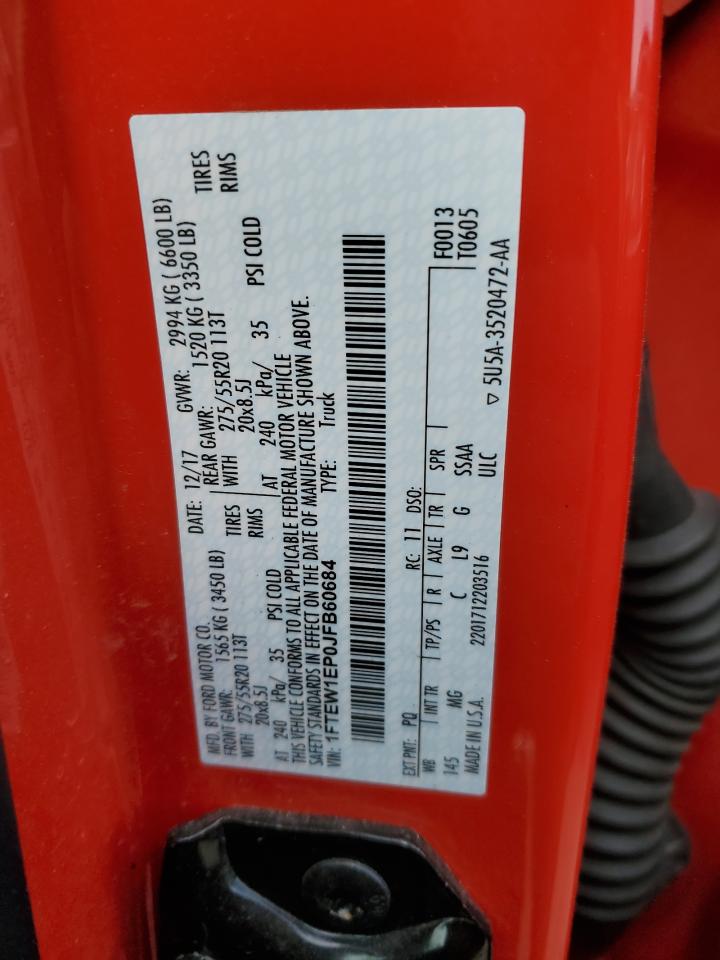 MFD. BY FORD MOTOR CO.
DATE: 12/17 GVWR: 2994 KG ( 6600 LB)
FRONT GAWR: 1565 KG ( 3450 LB) REAR GAWR: 1520 KG ( 3350 LB)
WITH 275/55R20 113T TIRES WITH 275/55R20 113T TIRES
20x8.5J RIMS 20x8.5J RIMS
AT 240 kPa/ 35 PSI COLD AT 240 kPa/ 35 PSI COLD
THIS VEHICLE CONFORMS TO ALL APPLICABLE FEDERAL MOTOR VEHICLE
SAFETY STANDARDS IN EFFECT ON THE DATE OF MANUFACTURE SHOWN ABOVE.
VIN: 1FTEW1EP0JFB60684 TYPE: Truck
EXT PNT: PQ RC: 11 DSO: F0013
WB INT TR TP/PS R AXLE TR SPR T0605
145 MG C L9 G SSAA
MADE IN U.S.A. 2201712203516 ULC
▽ 5U5A-3520472-AA